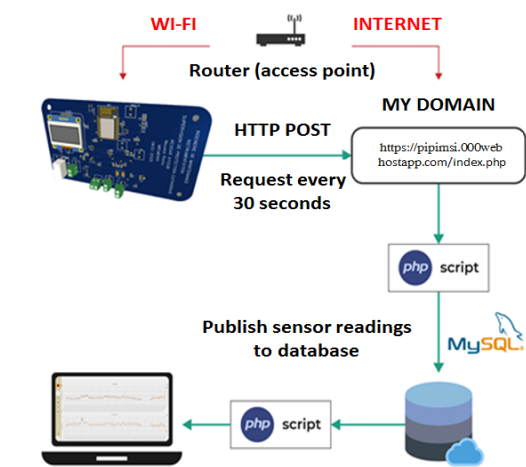 WI-FI
INTERNET
Router (access point)
MY DOMAIN
HTTP POST
https://pipimsi.000web
hostapp.com/index.php
Request every
30 seconds
php script
Publish sensor readings
to database
MySQL
php script